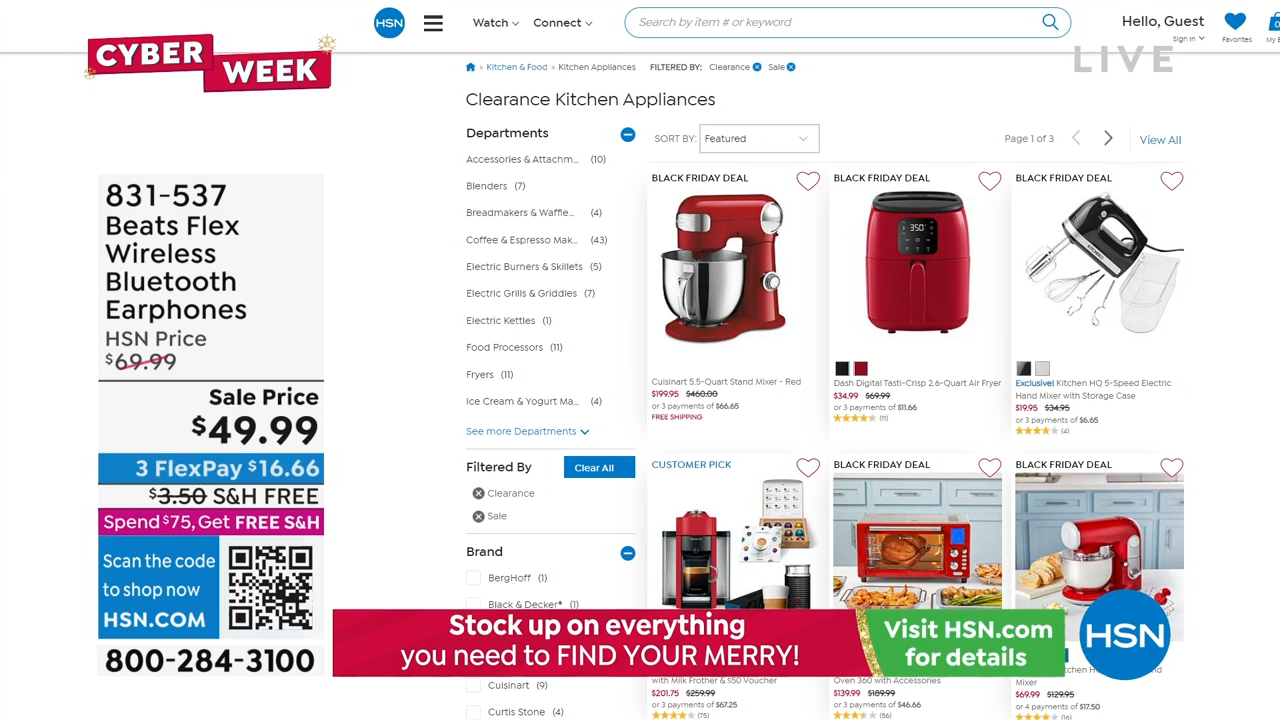 HSN
Watch
Connect
Search by item # or keyword
Hello, Guest
Sign in
Favorites
0
LIVE
CYBER
WEEK
> Kitchen & Food > Kitchen Appliances
FILTERED BY: Clearance Sale
Clearance Kitchen Appliances
Departments
Accessories & Attachm... (10)
Blenders (7)
Breadmakers & Waffle... (4)
Coffee & Espresso Mak... (43)
Electric Burners & Skillets (5)
Electric Grills & Griddles (7)
Electric Kettles (1)
Food Processors (11)
Fryers (11)
Ice Cream & Yogurt Ma... (4)
See more Departments
Filtered By
Clear All
Clearance
Sale
Brand
BergHoff (1)
Black & Decker® (1)
Cuisinart (9)
Curtis Stone (4)
SORT BY: Featured
Page 1 of 3
View All
BLACK FRIDAY DEAL
Cuisinart 5.5-Quart Stand Mixer - Red
$199.95 $460.00
or 3 payments of $66.65
FREE SHIPPING
BLACK FRIDAY DEAL
350°
Dash Digital Tasti-Crisp 2.6-Quart Air Fryer
$34.99 $69.99
or 3 payments of $11.66
(11)
BLACK FRIDAY DEAL
Exclusive! Kitchen HQ 5-Speed Electric
Hand Mixer with Storage Case
$19.95 $34.95
or 3 payments of $6.65
(4)
CUSTOMER PICK
with Milk Frother & $50 Voucher
$201.75 $259.99
or 3 payments of $67.25
(75)
BLACK FRIDAY DEAL
Oven 360 with Accessories
$139.99 $189.99
or 3 payments of $46.66
(56)
BLACK FRIDAY DEAL
Mixer
$69.99 $129.95
or 4 payments of $17.50
(16)
831-537
Beats Flex
Wireless
Bluetooth
Earphones
HSN Price
$69.99
Sale Price
$49.99
3 FlexPay $16.66
$3.50 S&H FREE
Spend $75, Get FREE S&H
Scan the code
to shop now
HSN.COM
800-284-3100
Stock up on everything
you need to FIND YOUR MERRY!
Visit HSN.com
for details
HSN